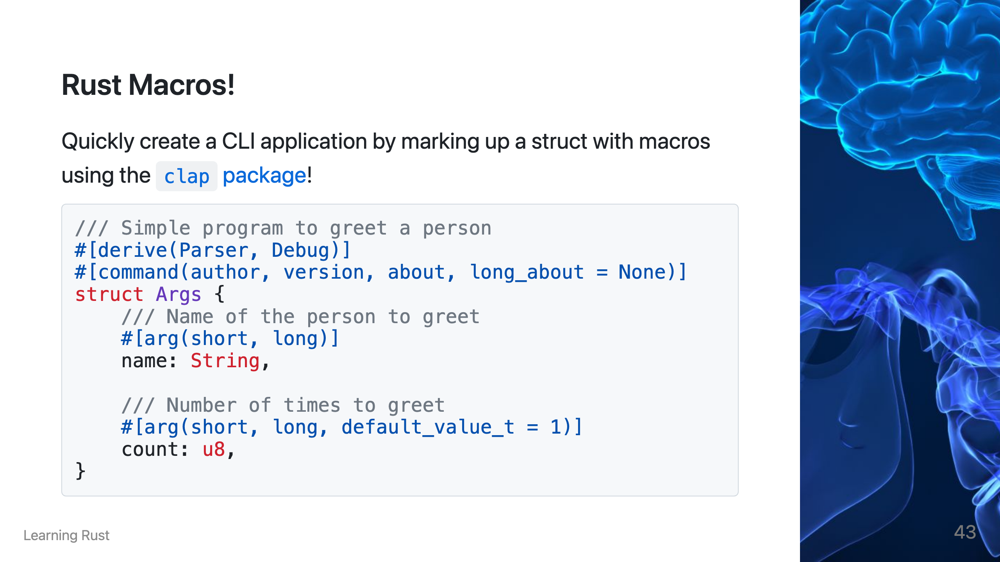 Rust Macros!
Quickly create a CLI application by marking up a struct with macros
using the clap package!
/// Simple program to greet a person
#[derive(Parser, Debug)]
#[command(author, version, about, long_about = None)]
struct Args {
    /// Name of the person to greet
    #[arg(short, long)]
    name: String,

    /// Number of times to greet
    #[arg(short, long, default_value_t = 1)]
    count: u8,
}
Learning Rust
43